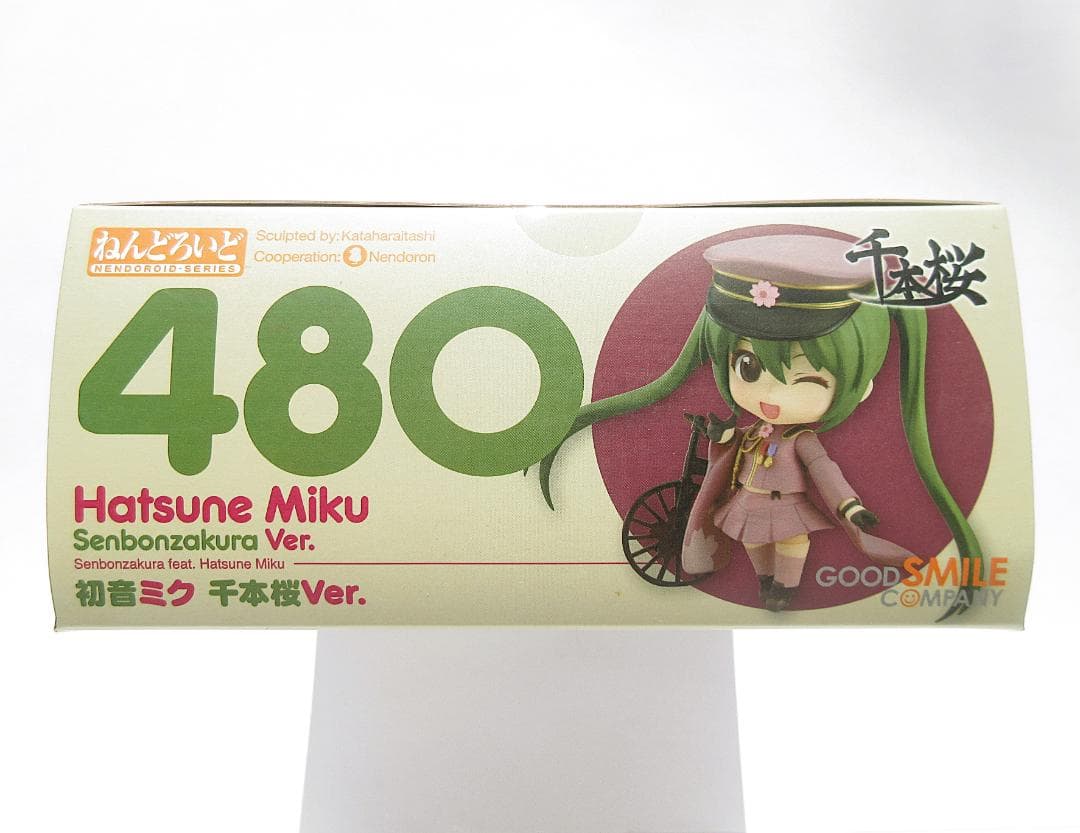 ねんどろいど
NENDOROID-SERIES
Sculpted by: Kataharaitashi
Cooperation: Nendoron
480
Hatsune Miku
Senbonzakura Ver.
Senbonzakura feat. Hatsune Miku
初音ミク 千本桜Ver.
千本桜
GOOD SMILE
COMPANY